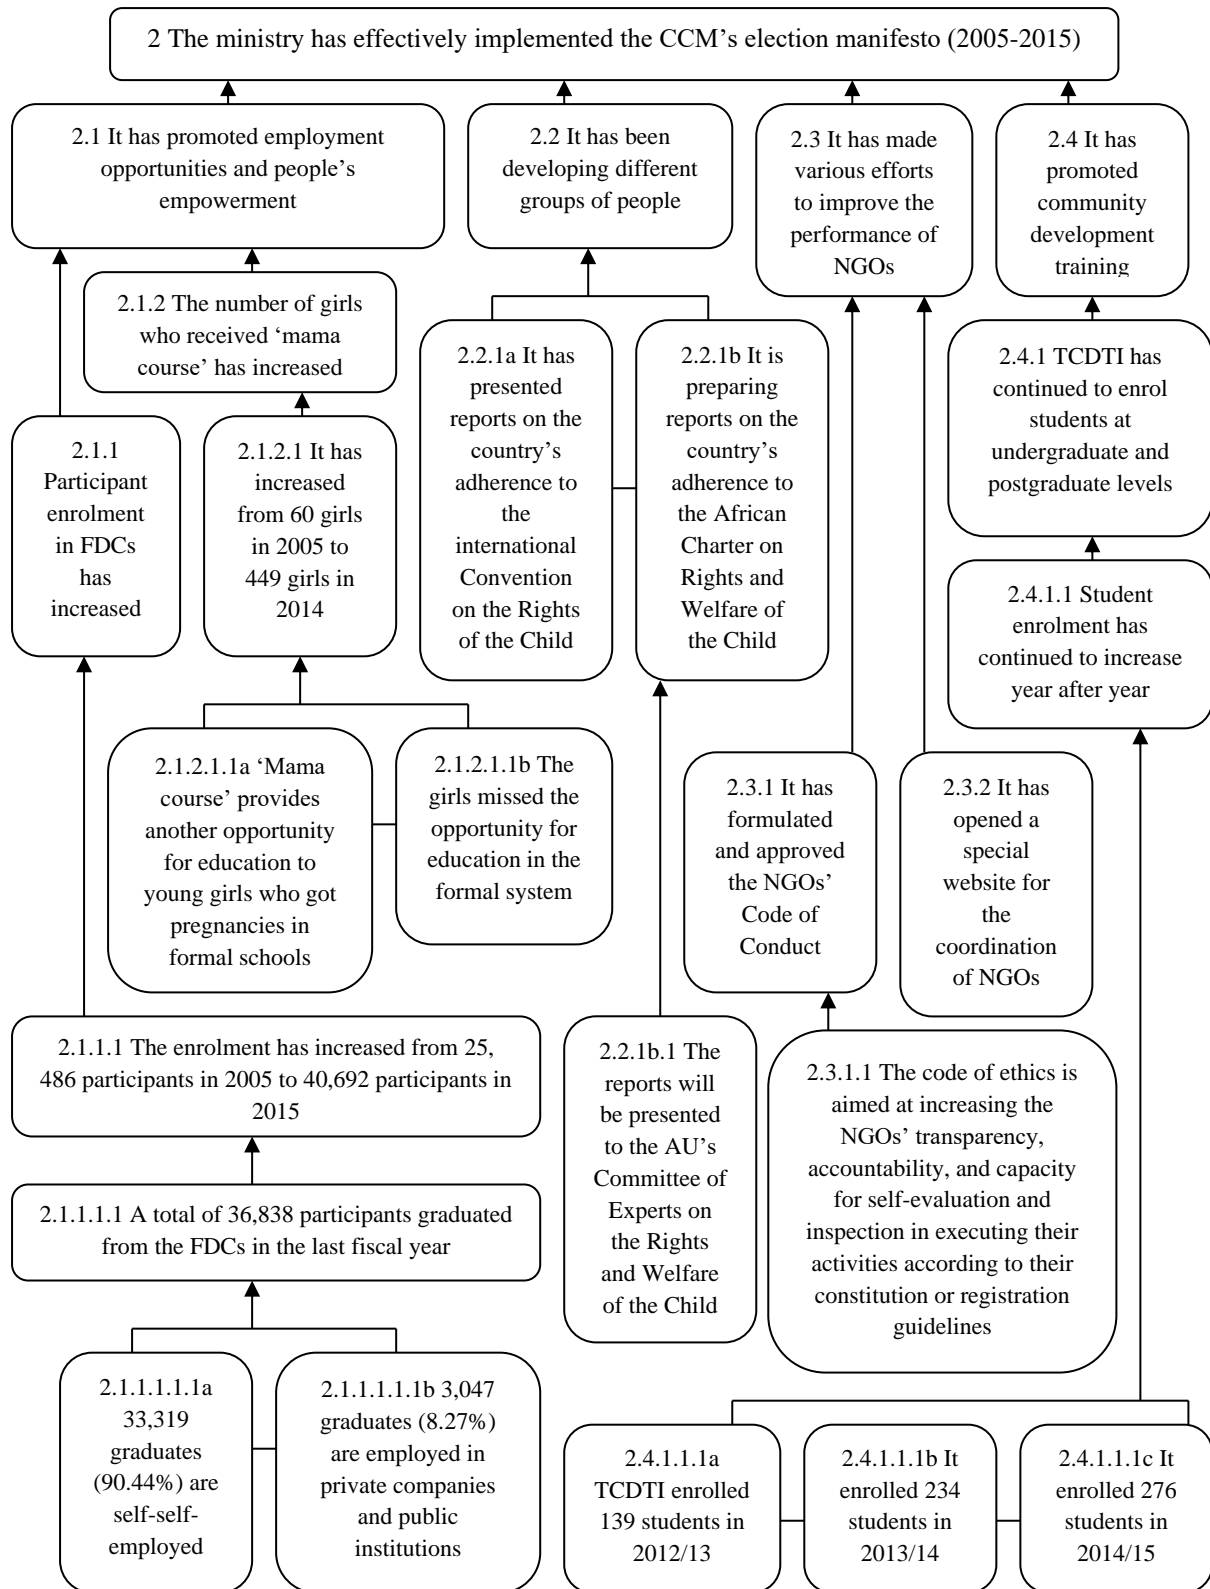 2 The ministry has effectively implemented the CCM's election manifesto (2005-2015)
2.1 It has promoted employment
opportunities and people's
empowerment
2.2 It has been
developing different
groups of people
2.3 It has made
various efforts
to improve the
performance of
NGOs
2.4 It has
promoted
community
development
training
2.1.2 The number of girls
who received 'mama
course' has increased
2.2.1a It has
presented
reports on the
country's
adherence to
the
international
Convention
on the Rights
of the Child
2.2.1b It is
preparing
reports on the
country's
adherence to
the African
Charter on
Rights and
Welfare of
the Child
2.4.1 TCDTI has
continued to enrol
students at
undergraduate and
postgraduate levels
2.1.1
Participant
enrolment
in FDCs
has
increased
2.1.2.1 It has
increased
from 60 girls
in 2005 to
449 girls in
2014
2.4.1.1 Student
enrolment has
continued to increase
year after year
2.1.2.1.1a 'Mama
course' provides
another opportunity
for education to
young girls who got
pregnancies in
formal schools
2.1.2.1.1b The
girls missed the
opportunity for
education in the
formal system
2.3.1 It has
formulated
and approved
the NGOs'
Code of
Conduct
2.3.2 It has
opened a
special
website for
the
coordination
of NGOs
2.1.1.1 The enrolment has increased from 25,
486 participants in 2005 to 40,692 participants in
2015
2.2.1b.1 The
reports will
be presented
to the AU's
Committee of
Experts on
the Rights
and Welfare
of the Child
2.3.1.1 The code of ethics is
aimed at increasing the
NGOs' transparency,
accountability, and capacity
for self-evaluation and
inspection in executing their
activities according to their
constitution or registration
guidelines
2.1.1.1.1 A total of 36,838 participants graduated
from the FDCs in the last fiscal year
2.1.1.1.1.1a
33,319
graduates
(90.44%) are
self-self-
employed
2.1.1.1.1.1b 3,047
graduates (8.27%)
are employed in
private companies
and public
institutions
2.4.1.1.1a
TCDTI enrolled
139 students in
2012/13
2.4.1.1.1b It
enrolled 234
students in
2013/14
2.4.1.1.1c It
enrolled 276
students in
2014/15